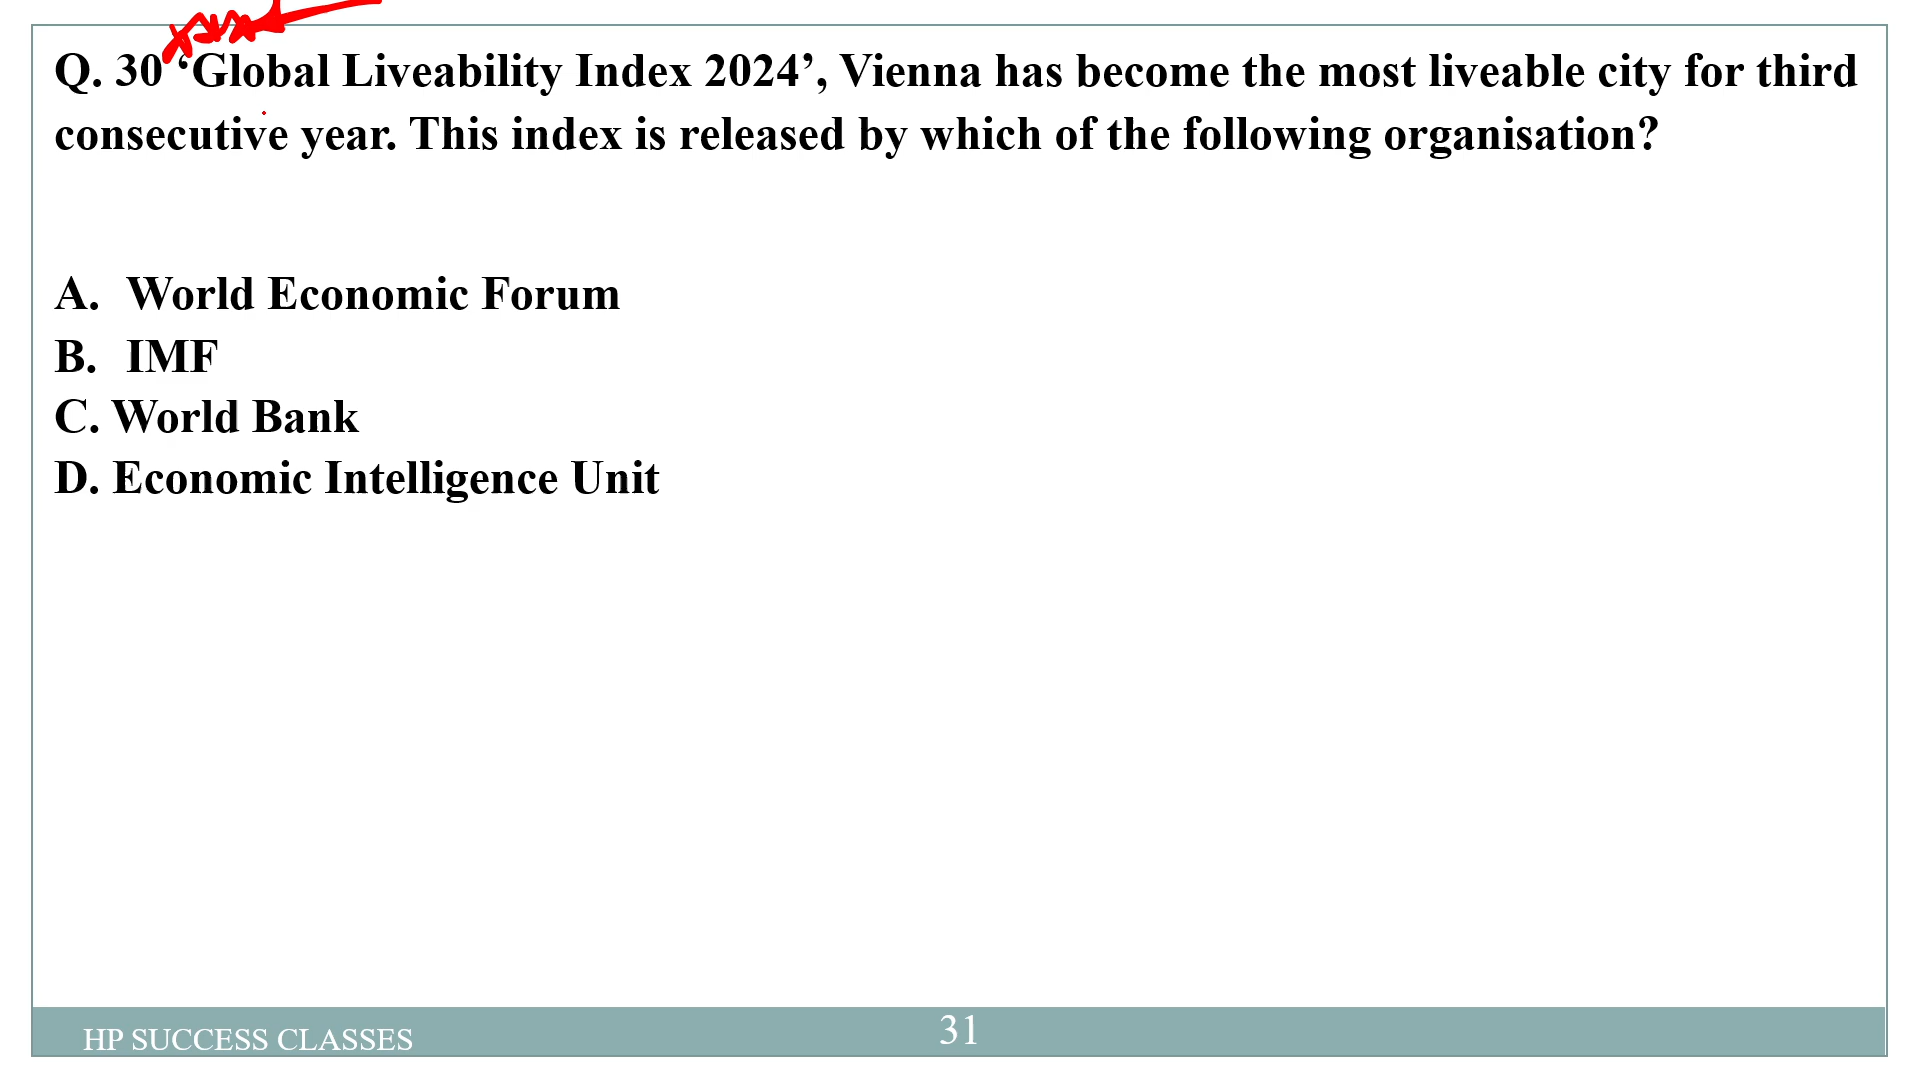 Q. 30 ‘Global Liveability Index 2024’, Vienna has become the most liveable city for third
consecutive year. This index is released by which of the following organisation?
A. World Economic Forum
B. IMF
C. World Bank
D. Economic Intelligence Unit
HP SUCCESS CLASSES
31